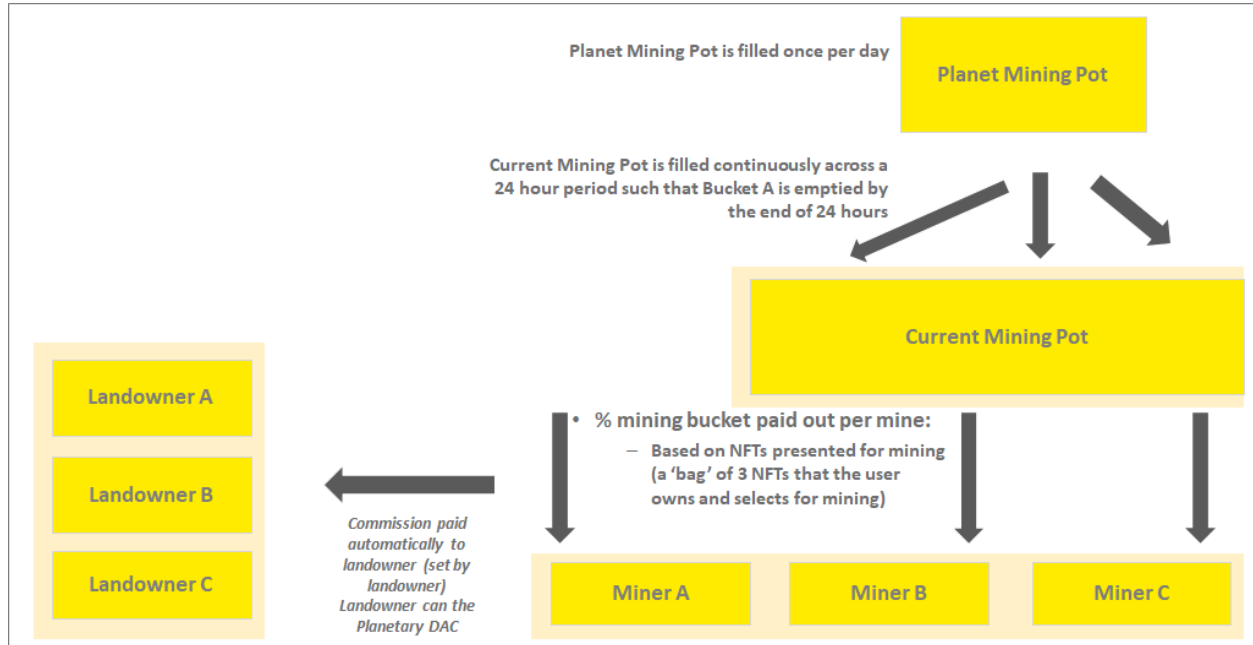 Planet Mining Pot is filled once per day
Planet Mining Pot
Current Mining Pot is filled continuously across a
24 hour period such that Bucket A is emptied by
the end of 24 hours
Current Mining Pot
Landowner A
Landowner B
Landowner C
• % mining bucket paid out per mine:
– Based on NFTs presented for mining
(a ‘bag’ of 3 NFTs that the user
owns and selects for mining)
Commission paid
automatically to
landowner (set by
landowner)
Landowner can the
Planetary DAC
Miner A
Miner B
Miner C